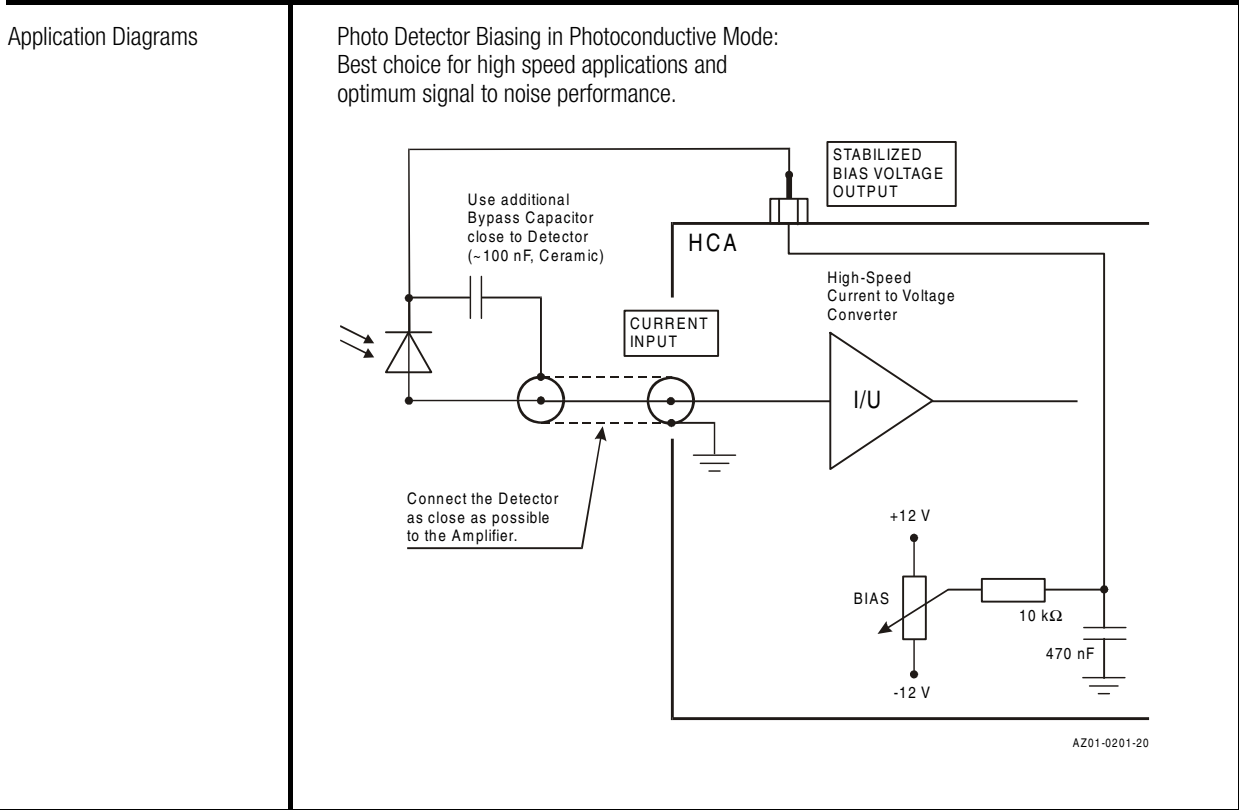 Application Diagrams
Photo Detector Biasing in Photoconductive Mode:
Best choice for high speed applications and
optimum signal to noise performance.
STABILIZED
BIAS VOLTAGE
OUTPUT
Use additional
Bypass Capacitor
close to Detector
(~100 nF, Ceramic)
HCA
High-Speed
Current to Voltage
Converter
CURRENT
INPUT
I/U
Connect the Detector
as close as possible
to the Amplifier.
+12 V
BIAS
10 kΩ
470 nF
-12 V
AZ01-0201-20